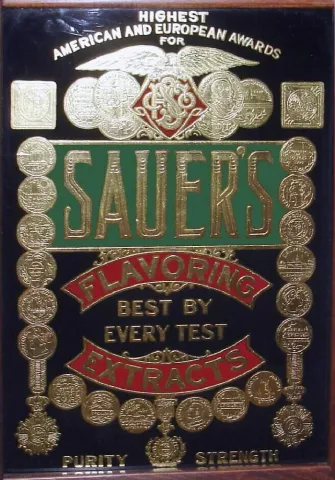 HIGHEST
AMERICAN AND EUROPEAN AWARDS
FOR
SAUER'S
FLAVORING
BEST BY
EVERY TEST
EXTRACTS
PURITY STRENGTH